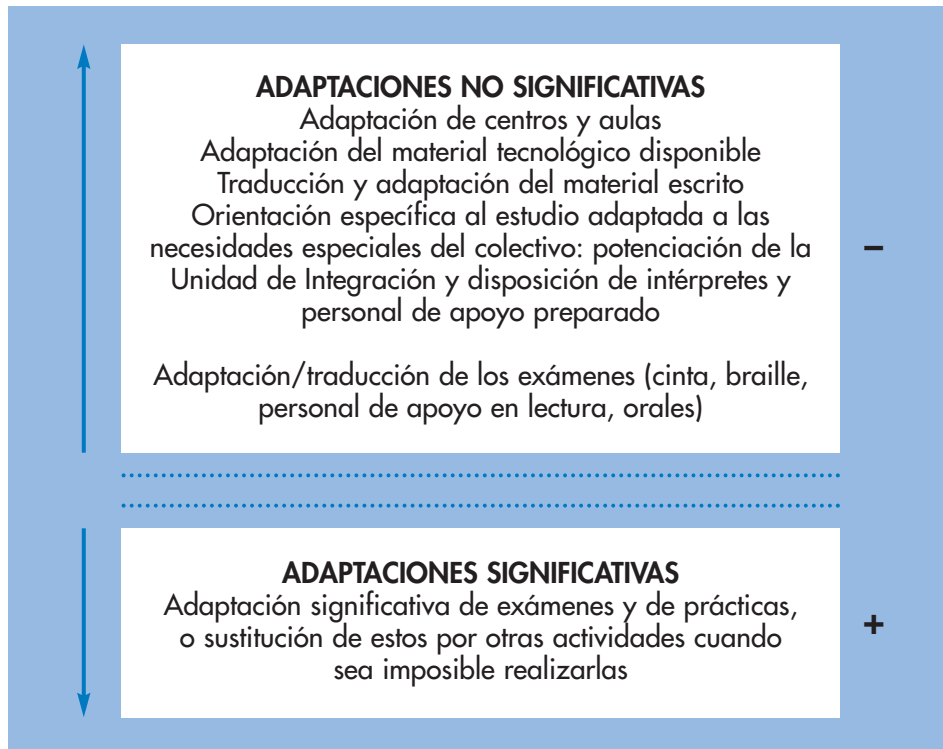 ADAPTACIONES NO SIGNIFICATIVAS
Adaptación de centros y aulas
Adaptación del material tecnológico disponible
Traducción y adaptación del material escrito
Orientación específica al estudio adaptada a las
necesidades especiales del colectivo: potenciación de la
Unidad de Integración y disposición de intérpretes y
personal de apoyo preparado
–
Adaptación/traducción de los exámenes (cinta, braille,
personal de apoyo en lectura, orales)
ADAPTACIONES SIGNIFICATIVAS
Adaptación significativa de exámenes y de prácticas,
o sustitución de estos por otras actividades cuando
sea imposible realizarlas
+